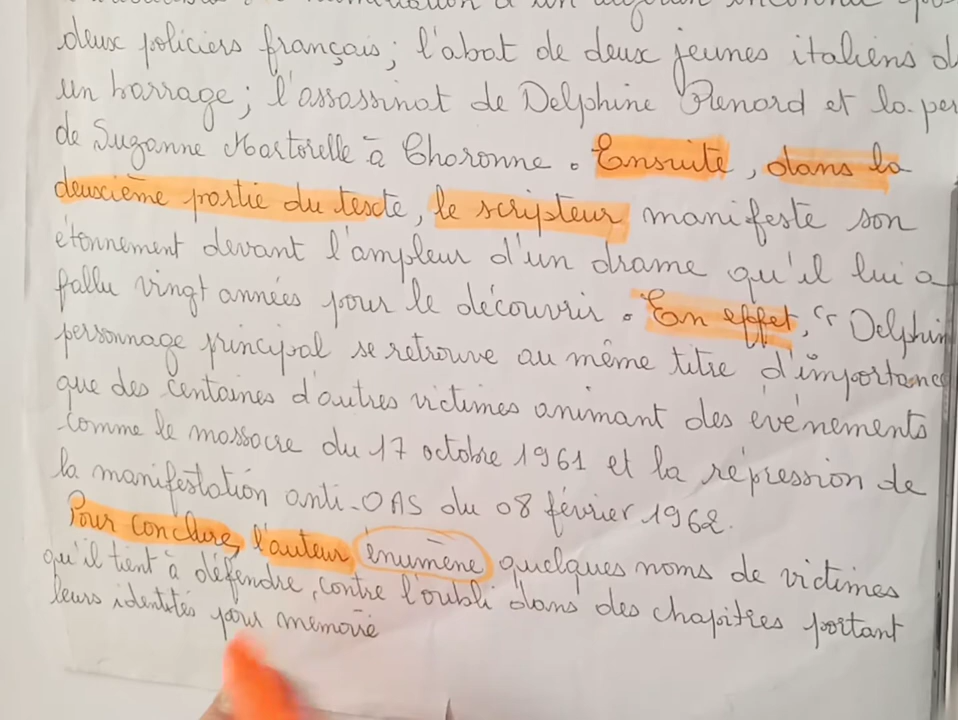 deux policiers français ; l'abat de deux jeunes italiens
un barrage ; l'assassinat de Delphine Renard et la
de Suzanne Martorelle à Charonne. Ensuite, dans la
deuxième partie du texte, le scripteur manifeste son
étonnement devant l'ampleur d'un drame qu'il lui a
fallu vingt années pour le découvrir. En effet, "
personnage principal se retrouve au même titre d'importance
que des centaines d'autres victimes animant des événements
comme le massacre du 17 octobre 1961 et la répression de
la manifestation anti-OAS du 08 février 1962.
Pour conclure, l'auteur énumène quelques noms de victimes
qu'il tient à défendre, contre l'oubli dans des chapitres portant
leurs identités pour memoiré